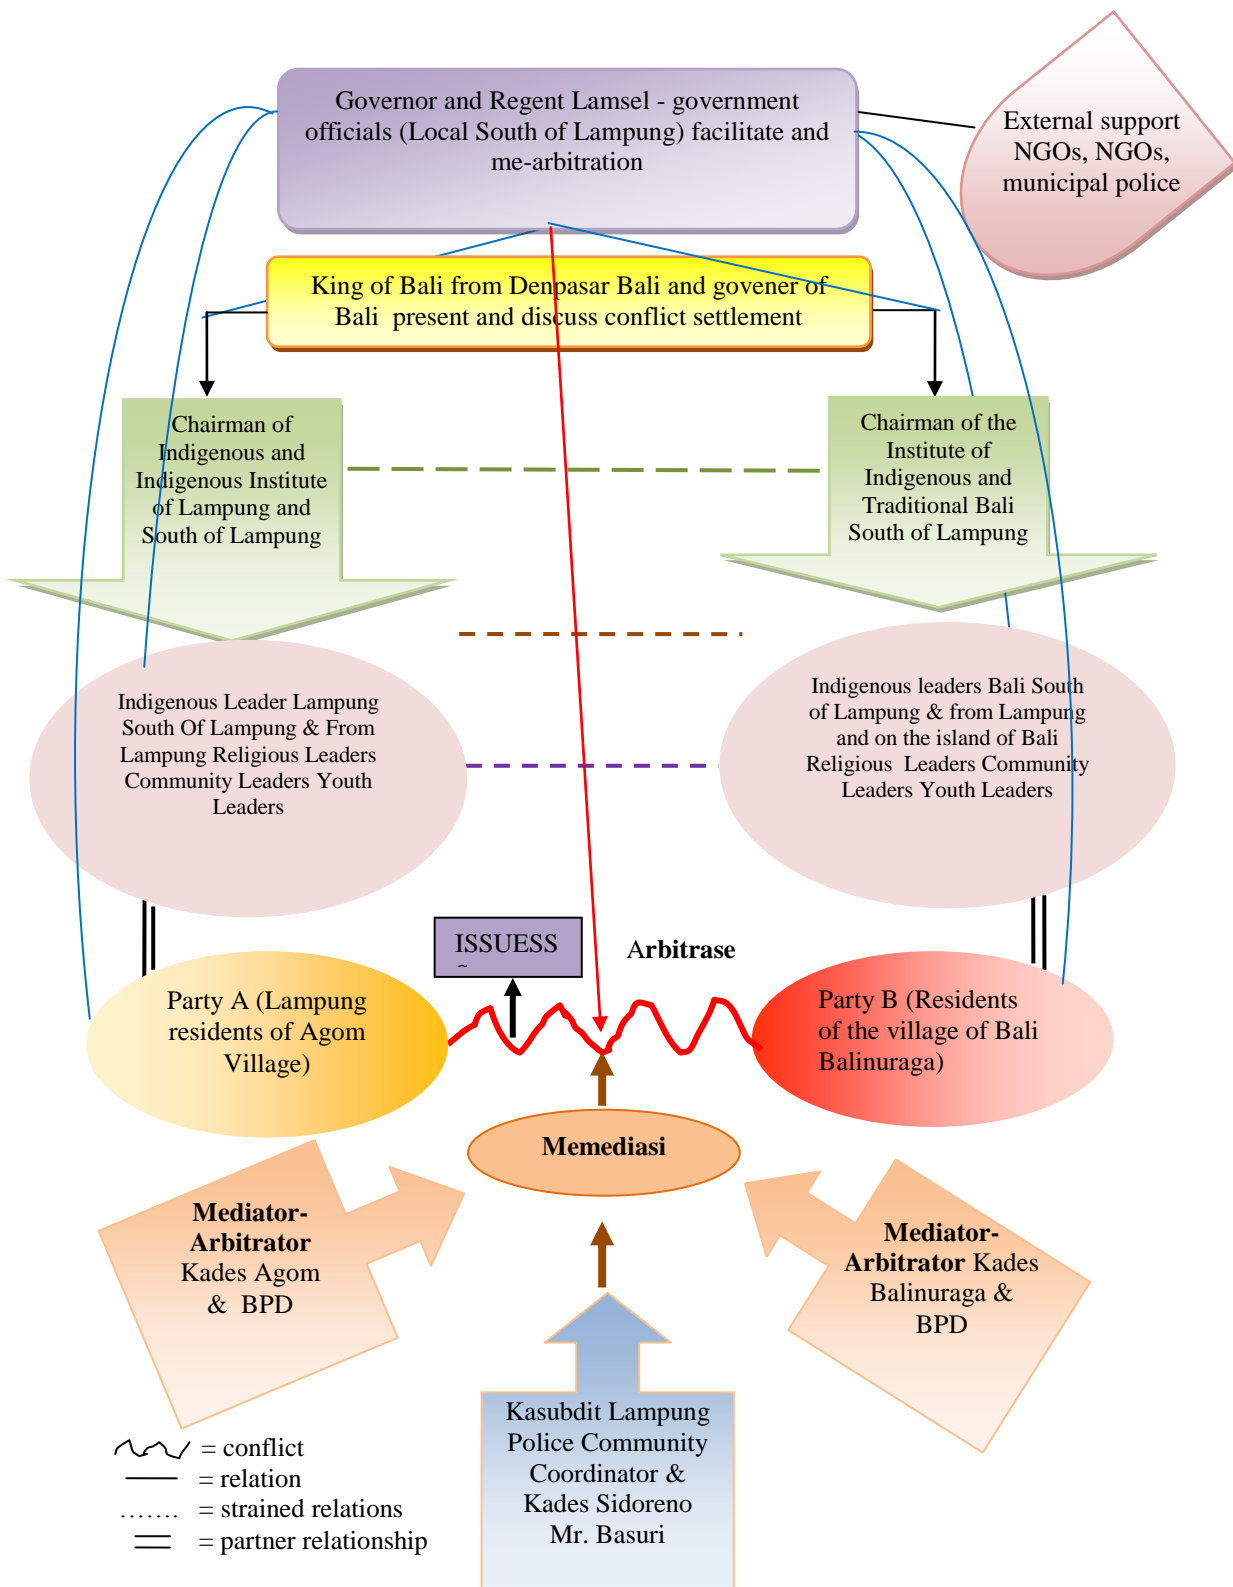 Governor and Regent Lamsel - government
officials (Local South of Lampung) facilitate and
me-arbitration
External support
NGOs, NGOs,
municipal police
King of Bali from Denpasar Bali and govener of
Bali present and discuss conflict settlement
Chairman of
Indigenous and
Indigenous Institute
of Lampung and
South of Lampung
Chairman of the
Institute of
Indigenous and
Traditional Bali
South of Lampung
Indigenous Leader Lampung
South Of Lampung & From
Lampung Religious Leaders
Community Leaders Youth
Leaders
Indigenous leaders Bali South
of Lampung & from Lampung
and on the island of Bali
Religious Leaders Community
Leaders Youth Leaders
ISSUESS
Arbitrase
Party A (Lampung
residents of Agom
Village)
Party B (Residents
of the village of Bali
Balinuraga)
Memediasi
Mediator-
Arbitrator
Kades Agom
& BPD
Mediator-
Arbitrator Kades
Balinuraga &
BPD
Kasubdit Lampung
Police Community
Coordinator &
Kades Sidoreno
Mr. Basuri
= conflict
= relation
....... = strained relations
= partner relationship